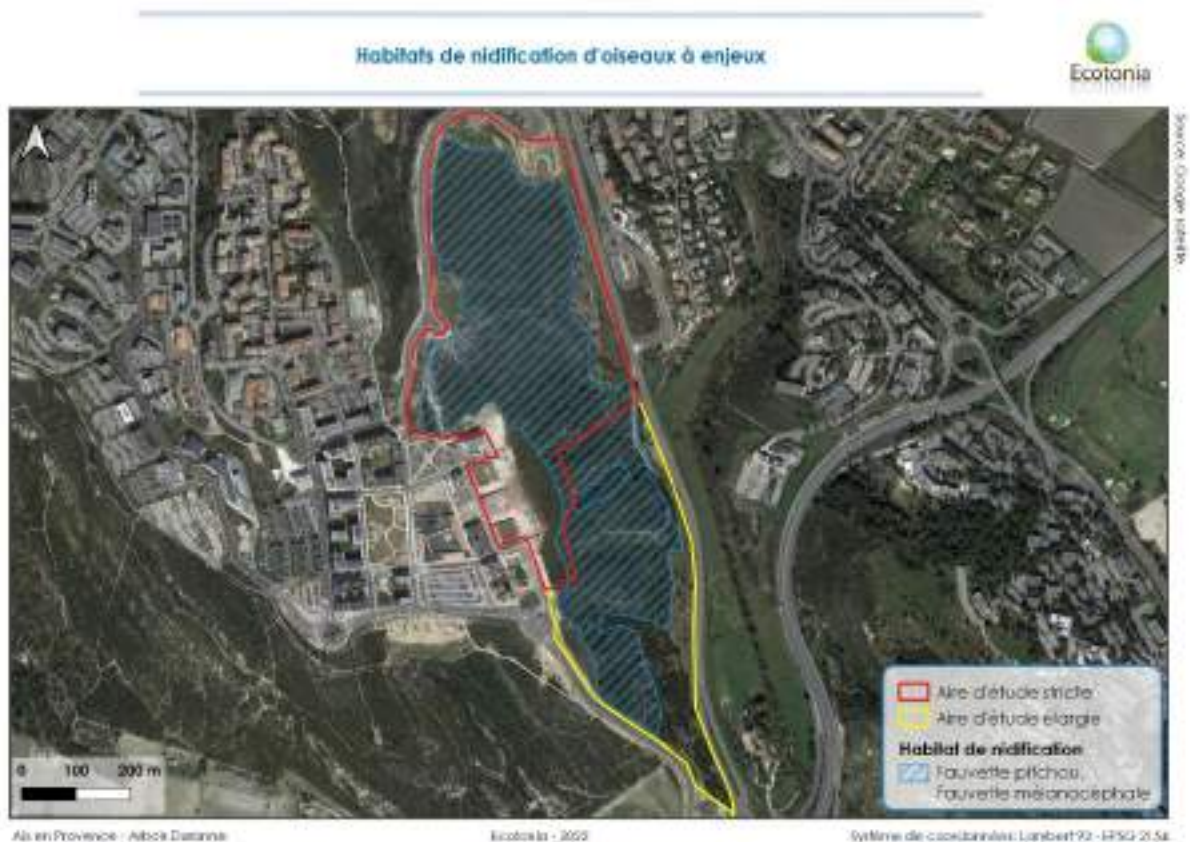 Habitats de nidification d'oiseaux à enjeux
Ecotonia
Source: Google satellite
0 100 200 m
Aire d'étude stricte
Aire d'étude élargie
Habitat de nidification
Fauvette pitchou,
Fauvette mélanocéphale
Aix en Provence - Arbois Duranne
Ecotonia - 2022
Système de coordonnées: Lambert-93 - EPSG 2154